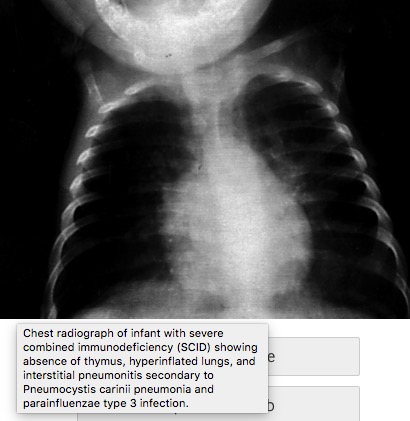 Chest radiograph of infant with severe
combined immunodeficiency (SCID) showing
absence of thymus, hyperinflated lungs, and
interstitial pneumonitis secondary to
Pneumocystis carinii pneumonia and
parainfluenzae type 3 infection.
e
b